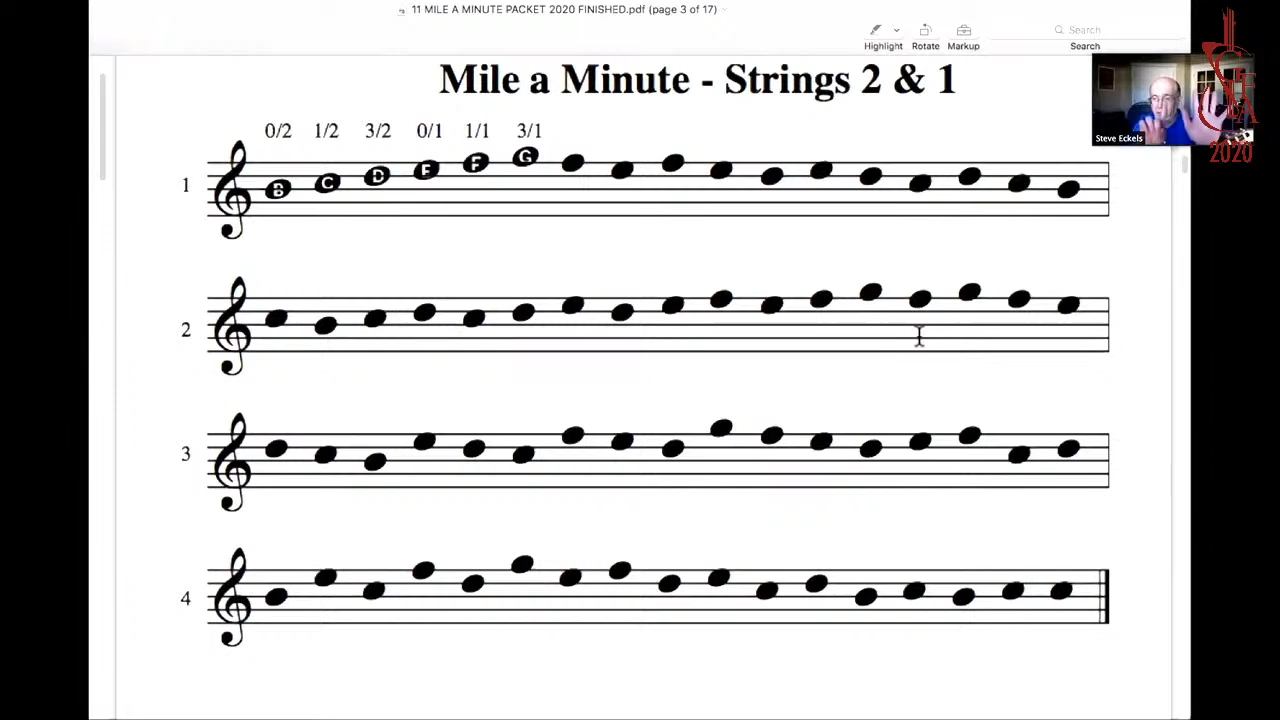 11 MILE A MINUTE PACKET 2020 FINISHED.pdf (page 3 of 17)
Search
Highlight Rotate Markup Search
Mile a Minute - Strings 2 & 1
Steve Eckels
GFA
2020
0/2 1/2 3/2 0/1 1/1 3/1
1
B C D E F G
2
3
4